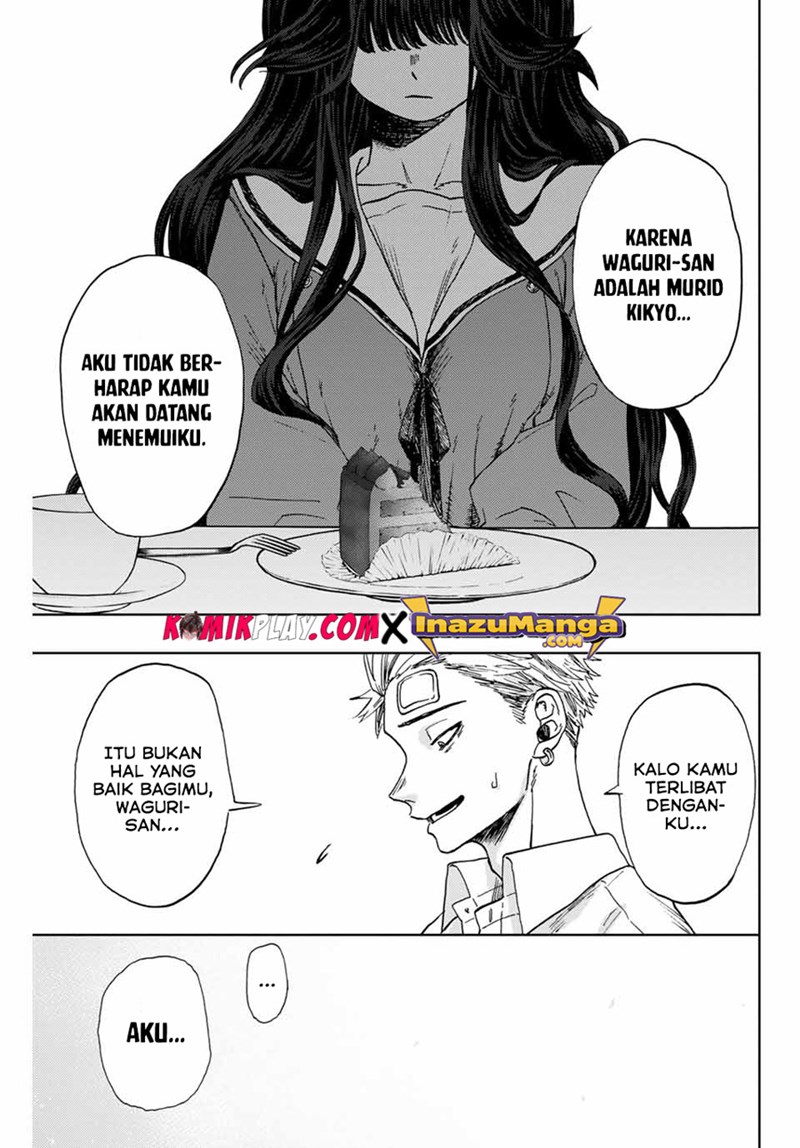 KARENA
WAGURI-SAN
ADALAH MURID
KIKYO...
AKU TIDAK BER-
HARAP KAMU
AKAN DATANG
MENEMUIKU.
KOMIKPLAY.COM X InazuManga.COM
KALO KAMU
TERLIBAT
DENGAN-
KU...
ITU BUKAN
HAL YANG
BAIK BAGIMU,
WAGURI-
SAN...
...
AKU...